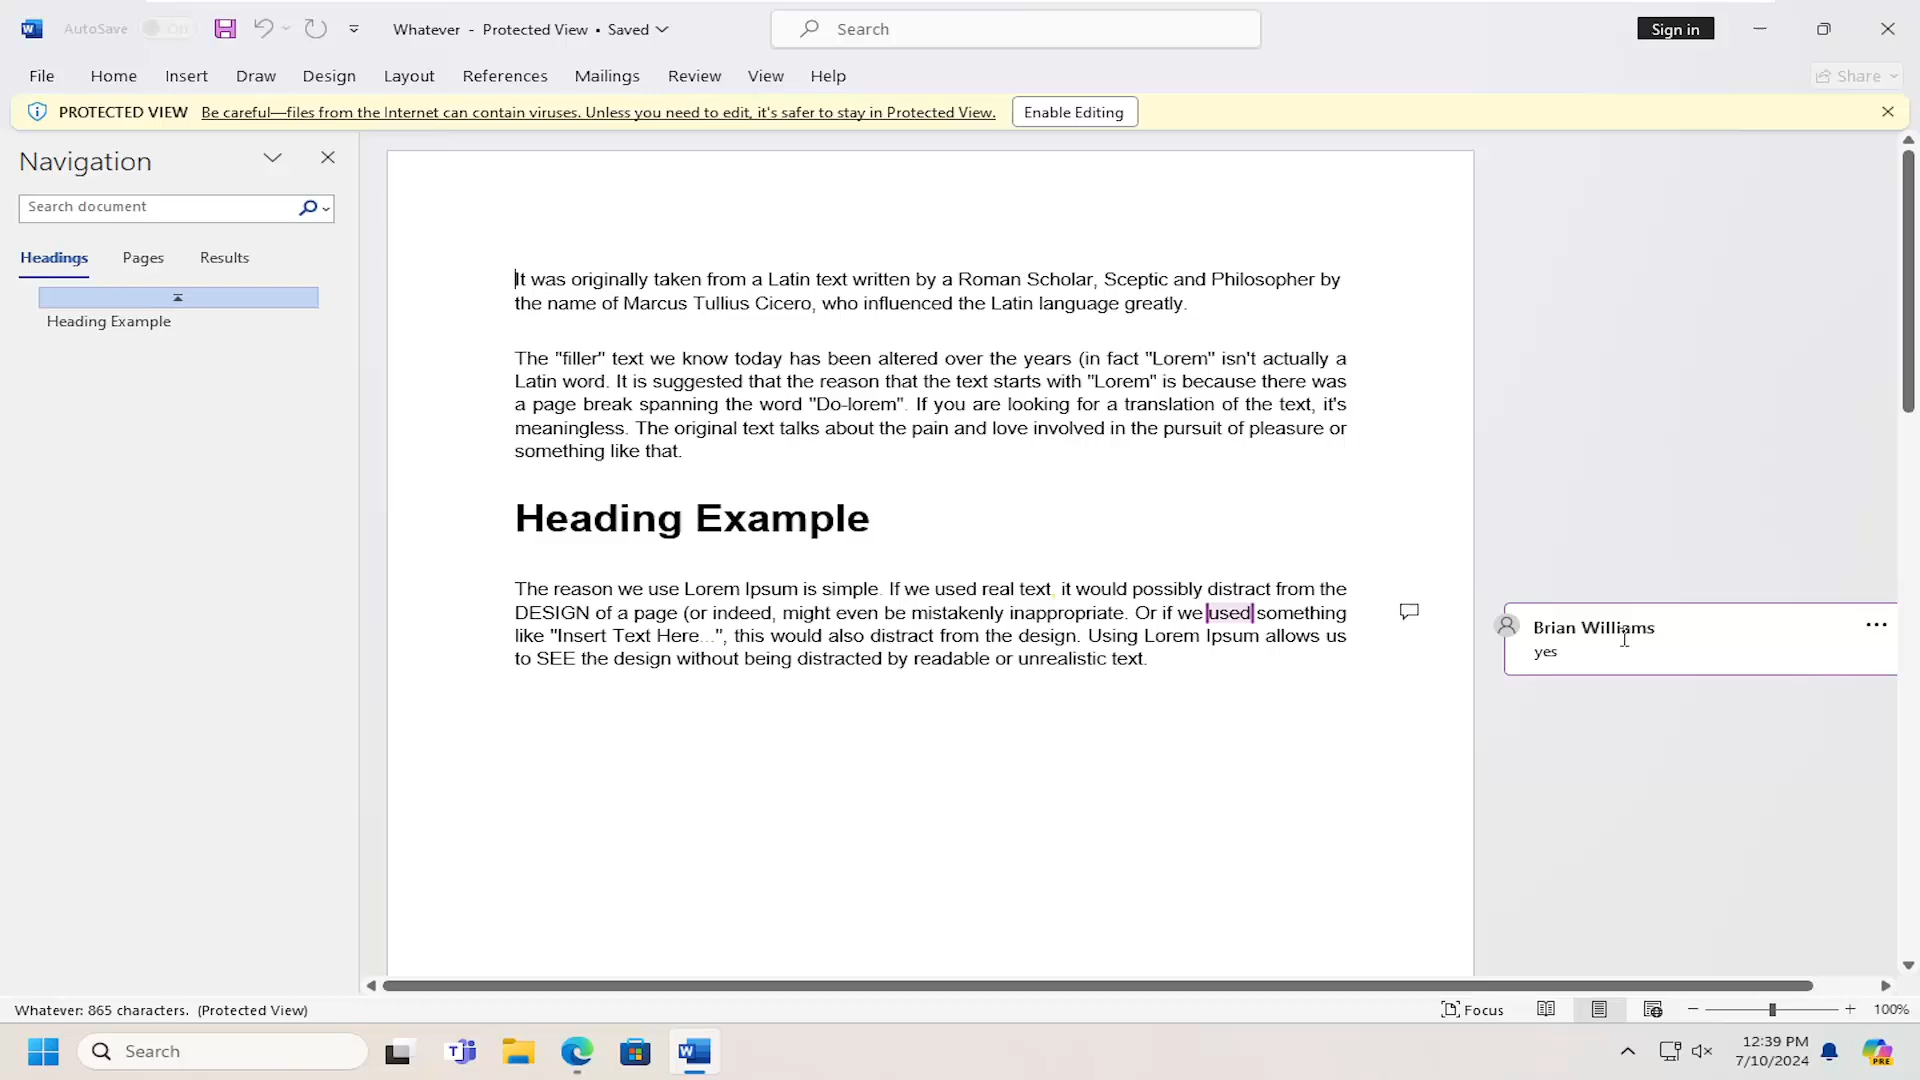 AutoSave Off Whatever - Protected View • Saved Search Sign in
File Home Insert Draw Design Layout References Mailings Review View Help Share
PROTECTED VIEW Be careful—files from the Internet can contain viruses. Unless you need to edit, it's safer to stay in Protected View. Enable Editing
Navigation
Search document
Headings Pages Results
Heading Example
It was originally taken from a Latin text written by a Roman Scholar, Sceptic and Philosopher by
the name of Marcus Tullius Cicero, who influenced the Latin language greatly.
The "filler" text we know today has been altered over the years (in fact "Lorem" isn't actually a
Latin word. It is suggested that the reason that the text starts with "Lorem" is because there was
a page break spanning the word "Do-lorem". If you are looking for a translation of the text, it's
meaningless. The original text talks about the pain and love involved in the pursuit of pleasure or
something like that.
Heading Example
The reason we use Lorem Ipsum is simple. If we used real text, it would possibly distract from the
DESIGN of a page (or indeed, might even be mistakenly inappropriate. Or if we used something
like "Insert Text Here...", this would also distract from the design. Using Lorem Ipsum allows us
to SEE the design without being distracted by readable or unrealistic text.
Brian Williams
yes
Whatever: 865 characters. (Protected View) Focus 100%
Search 12:39 PM
7/10/2024
PRE